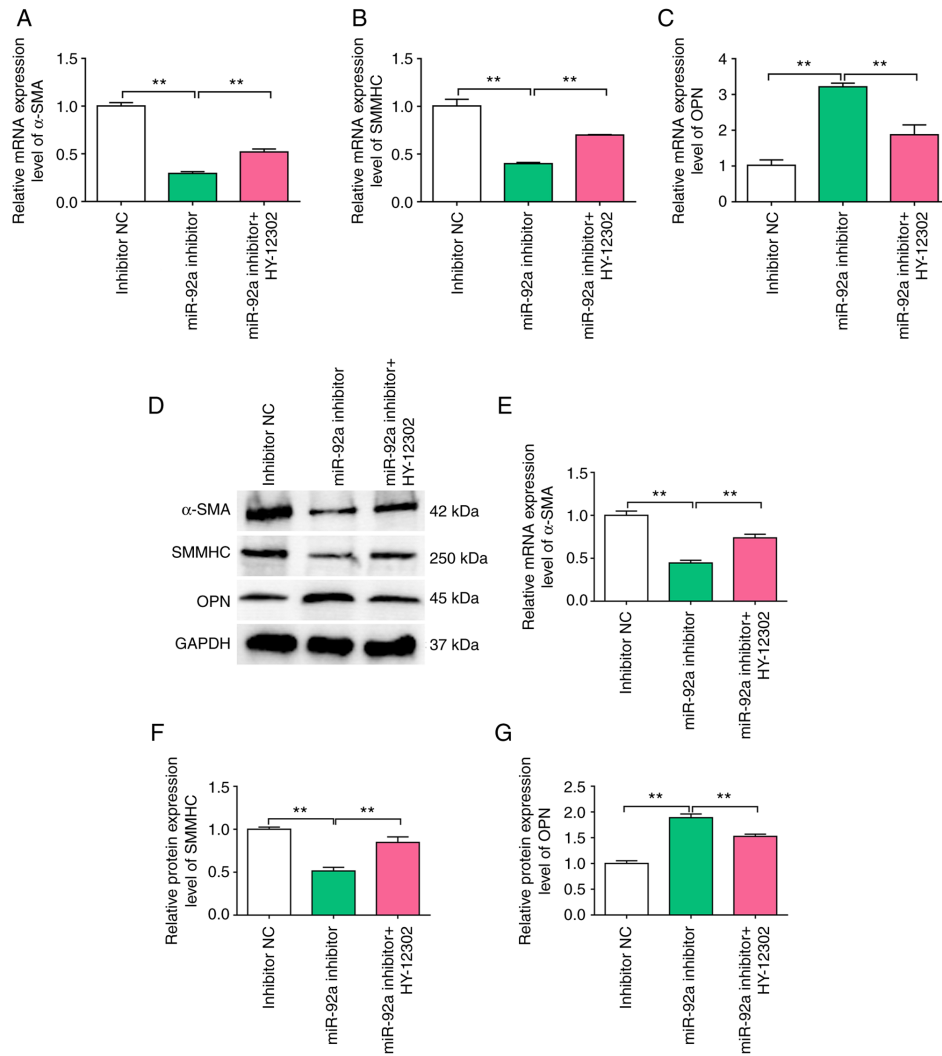 A
Relative mRNA expression
level of α-SMA
1.5
1.0
0.5
0.0
**
**
Inhibitor NC
miR-92a inhibitor
miR-92a inhibitor+
HY-12302
B
Relative mRNA expression
level of SMMHC
1.5
1.0
0.5
0.0
**
**
Inhibitor NC
miR-92a inhibitor
miR-92a inhibitor+
HY-12302
C
Relative mRNA expression
level of OPN
4
3
2
1
0
**
**
Inhibitor NC
miR-92a inhibitor
miR-92a inhibitor+
HY-12302
D
Inhibitor NC
miR-92a inhibitor
miR-92a inhibitor+
HY-12302
α-SMA 42 kDa
SMMHC 250 kDa
OPN 45 kDa
GAPDH 37 kDa
E
Relative mRNA expression
level of α-SMA
1.5
1.0
0.5
0.0
**
**
Inhibitor NC
miR-92a inhibitor
miR-92a inhibitor+
HY-12302
F
Relative protein expression
level of SMMHC
1.5
1.0
0.5
0.0
**
**
Inhibitor NC
miR-92a inhibitor
miR-92a inhibitor+
HY-12302
G
Relative protein expression
level of OPN
2.5
2.0
1.5
1.0
0.5
0.0
**
**
Inhibitor NC
miR-92a inhibitor
miR-92a inhibitor+
HY-12302